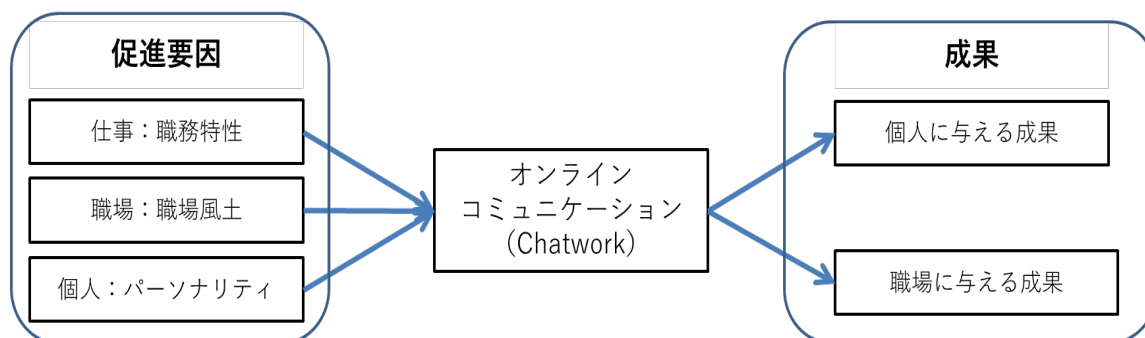 促進要因
仕事：職務特性
職場：職場風土
個人：パーソナリティ
オンライン
コミュニケーション
（Chatwork）
成果
個人に与える成果
職場に与える成果